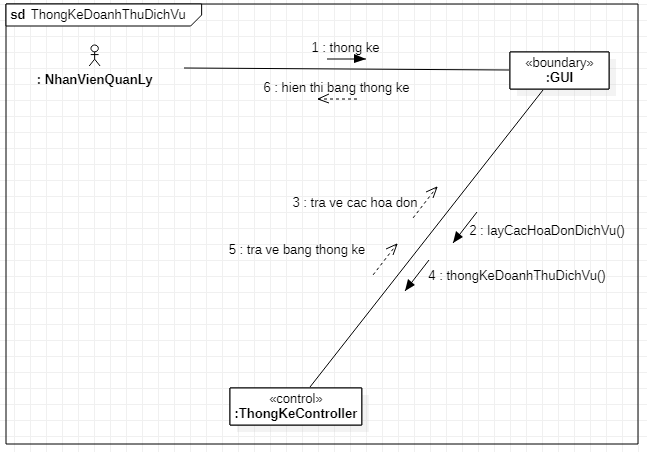 sd ThongKeDoanhThuDichVu
1 : thong ke
: NhanVienQuanLy
«boundary»
:GUI
6 : hien thi bang thong ke
3 : tra ve cac hoa don
2 : layCacHoaDonDichVu()
5 : tra ve bang thong ke
4 : thongKeDoanhThuDichVu()
«control»
:ThongKeController